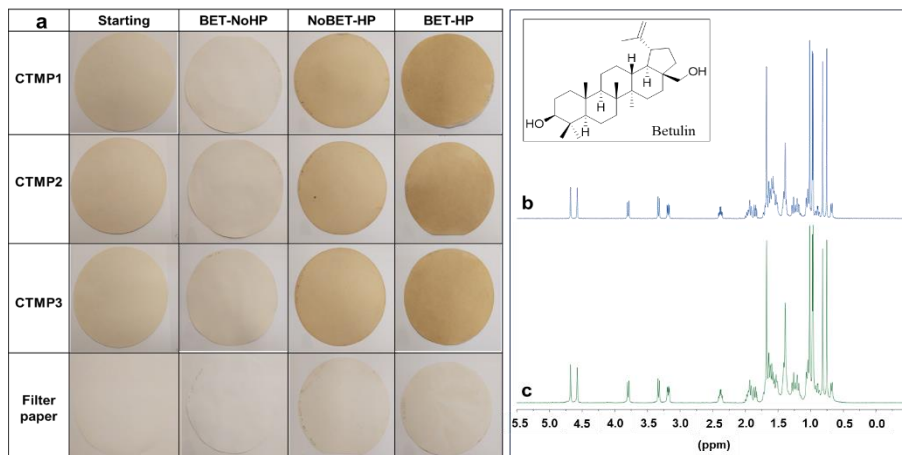 a Starting BET-NoHP NoBET-HP BET-HP
CTMP1
CTMP2
CTMP3
Filter
paper
H
OH
H
H
HO
H
Betulin
b
c
5.5 5.0 4.5 4.0 3.5 3.0 2.5 2.0 1.5 1.0 0.5 0.0
(ppm)